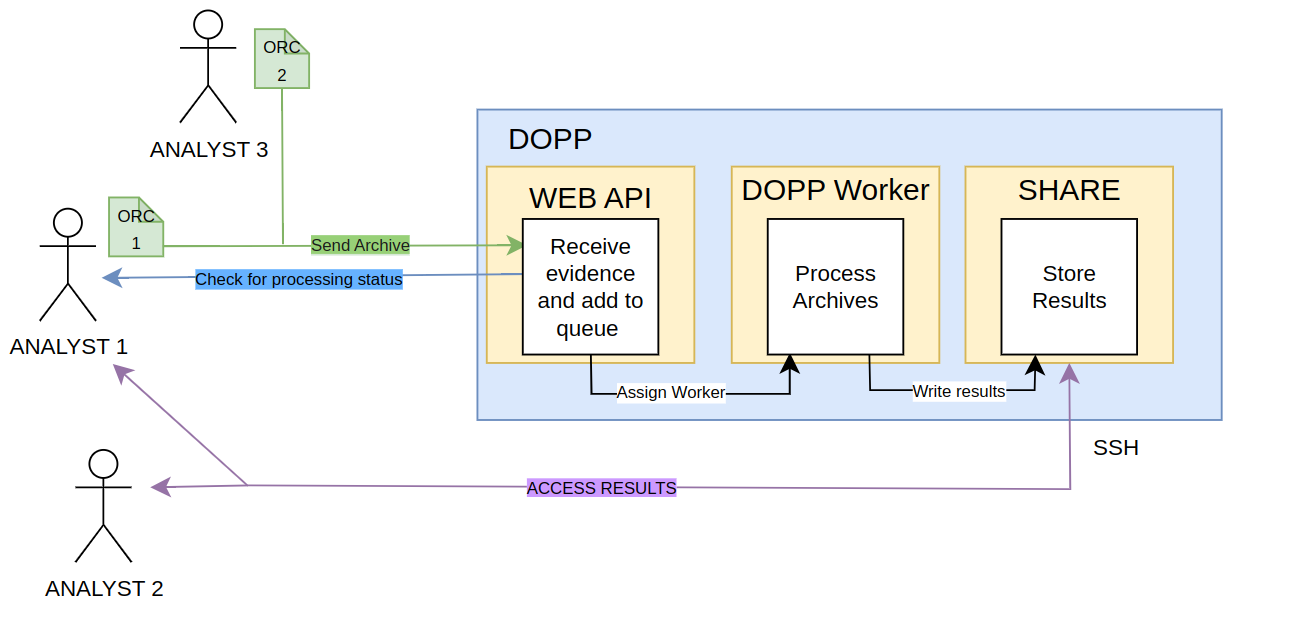 ORC
2
ANALYST 3
DOPP
WEB API
DOPP Worker
SHARE
ORC
1
Send Archive
Check for processing status
Receive
evidence
and add to
queue
Process
Archives
Store
Results
ANALYST 1
Assign Worker
Write results
SSH
ACCESS RESULTS
ANALYST 2